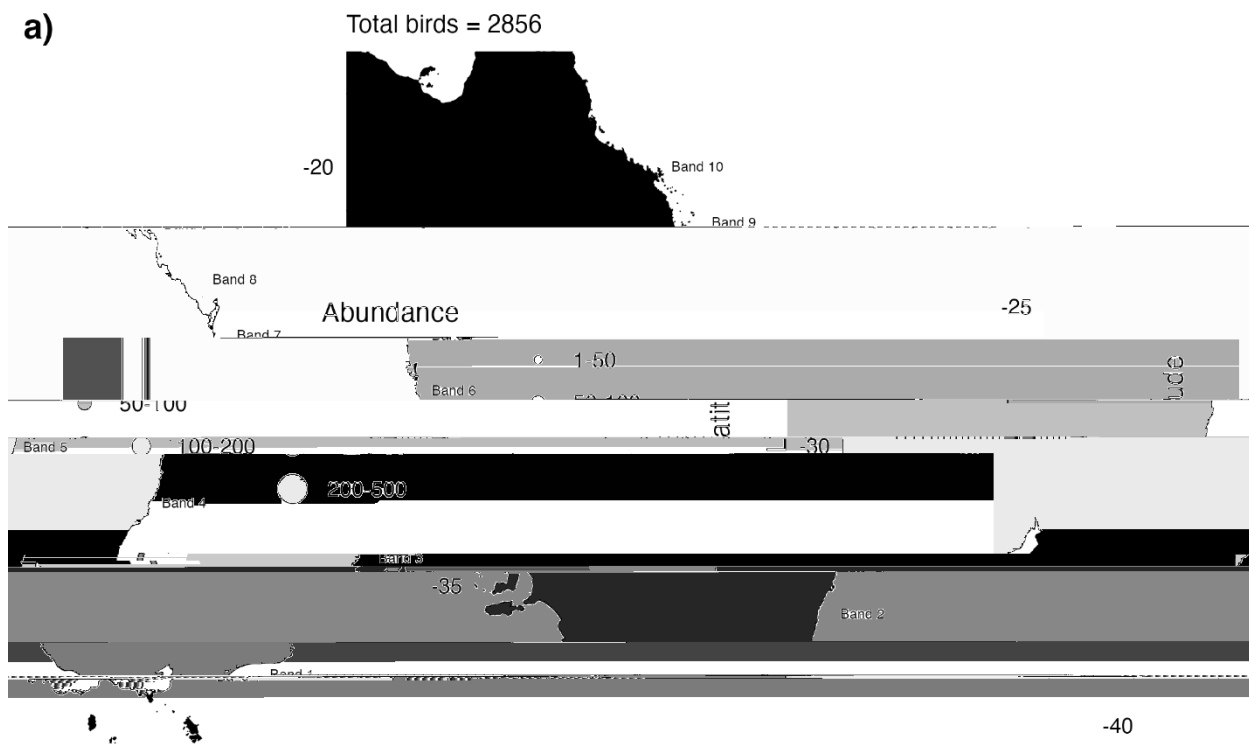 a)
Total birds = 2856
-20
Band 10
Band 9
Band 8
Abundance
-25
Band 7
1-50
Band 6
50-100
Band 5
100-200
-30
200-500
Band 4
Band 3
-35
Band 2
Band 1
-40